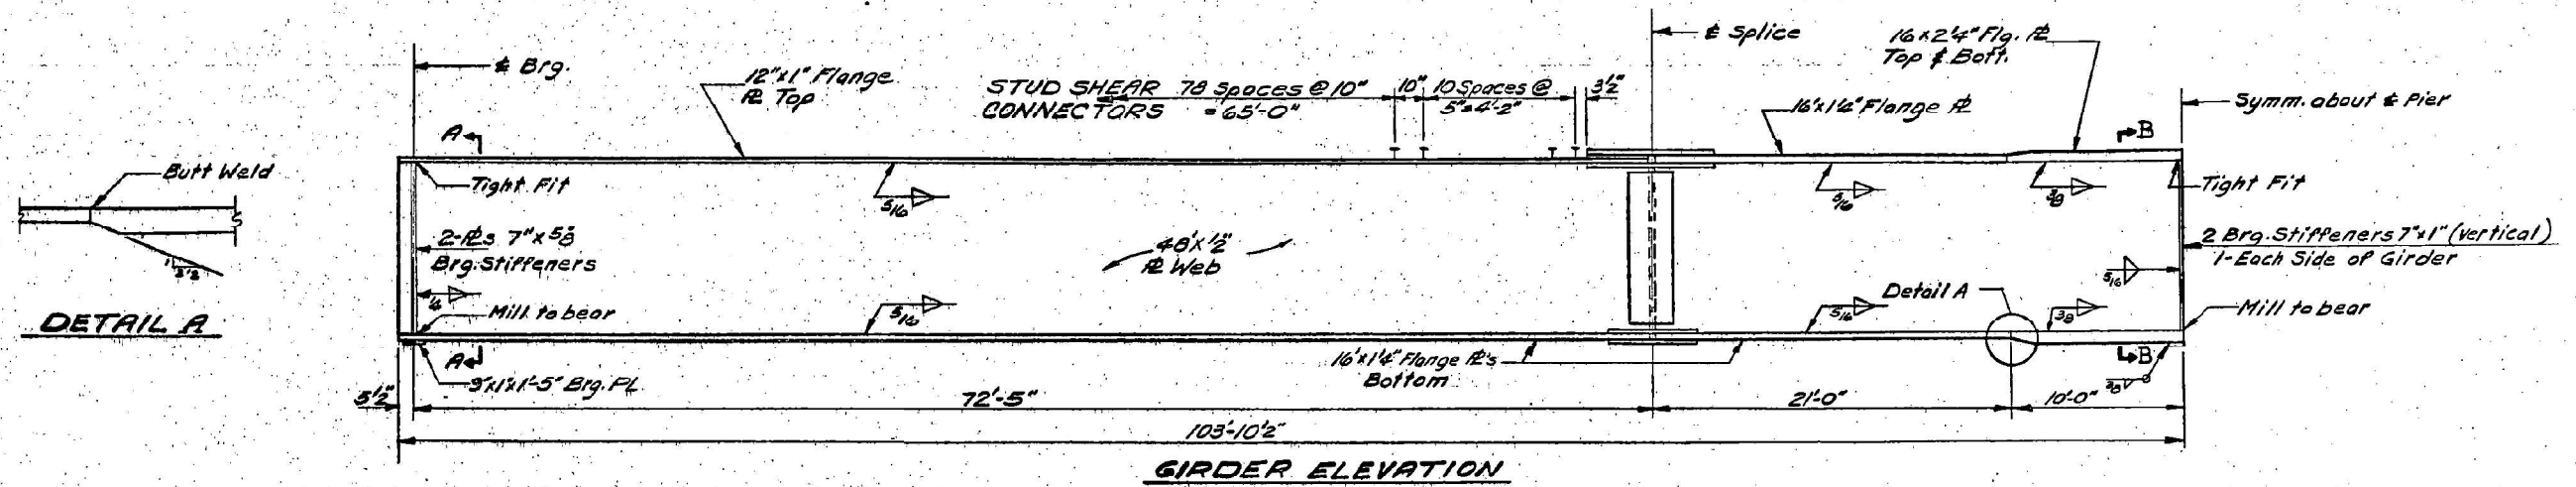 ℄ Brg.
12"x1" Flange
℞ Top
STUD SHEAR 78 Spaces @ 10" 10" 10 Spaces @ 3½"
CONNECTORS = 65'-0" 5"=4'-2"
℄ Splice
16x2¼" Flg. ℞
Top & Bott.
16"x1¼" Flange ℞
Symm. about ℄ Pier
A
B
Butt Weld
Tight Fit
5/16
5/16
3/8
Tight Fit
2-℞s 7"x5/8
Brg. Stiffeners
48"x½"
℞ Web
2 Brg. Stiffeners 7"x1" (vertical)
1-Each Side of Girder
1
3½
¼
Mill to bear
5/16
5/16
Detail A
3/8
5/16
Mill to bear
DETAIL A
A
9"x1"x1'-5" Brg. PL
16"x1¼" Flange ℞'s
Bottom
B
3/8
5½"
72'-5"
21'-0"
10'-0"
103'-10½"
GIRDER ELEVATION